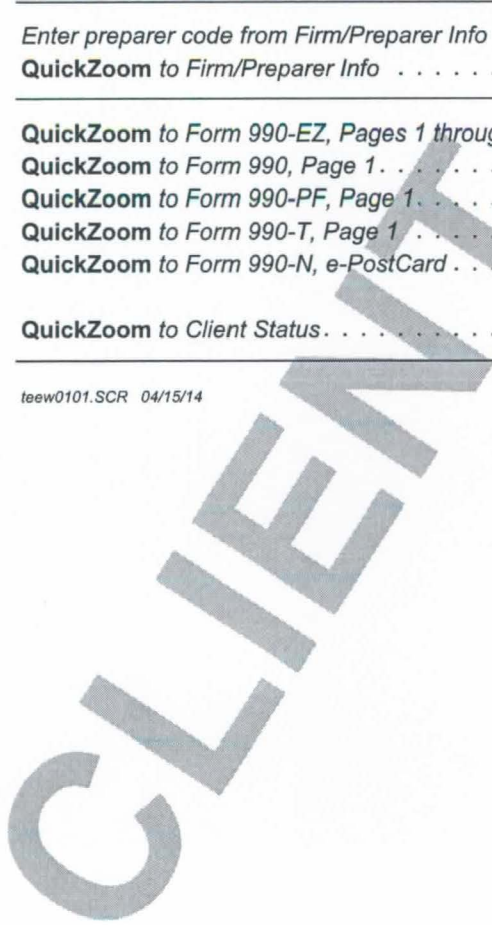 Enter preparer code from Firm/Preparer Info
QuickZoom to Firm/Preparer Info . . . . . .
QuickZoom to Form 990-EZ, Pages 1 throug
QuickZoom to Form 990, Page 1. . . . . . .
QuickZoom to Form 990-PF, Page 1. . . . .
QuickZoom to Form 990-T, Page 1 . . . . .
QuickZoom to Form 990-N, e-PostCard . . .
QuickZoom to Client Status. . . . . . . . . .
teew0101.SCR 04/15/14
CLIENT